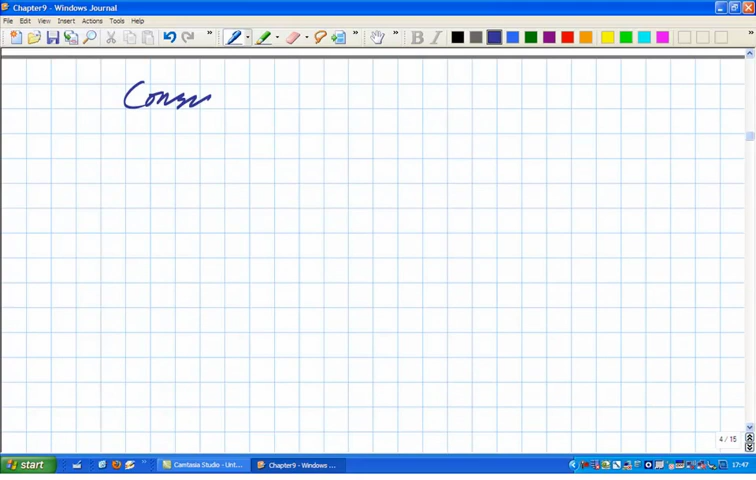 Chapter9 - Windows Journal
File Edit View Insert Actions Tools Help
B I
4 / 15
start Camtasia Studio - Unt... Chapter9 - Windows ... 17:47